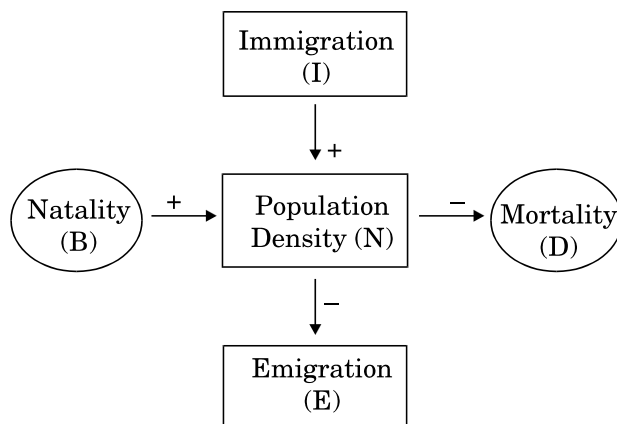 Immigration
(I)
+
Natality
(B)
+
Population
Density (N)
–
Mortality
(D)
–
Emigration
(E)